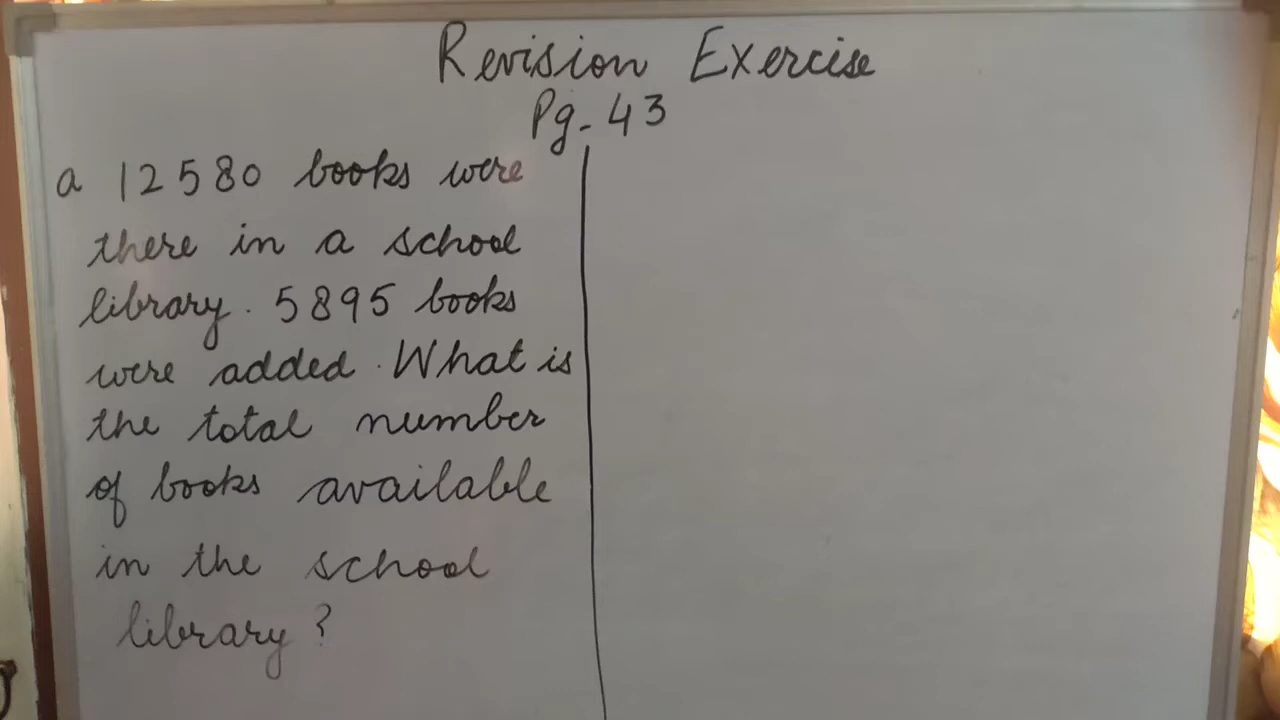 Revision Exercise
Pg - 43
a 12580 books were
there in a school
library. 5895 books
were added. What is
the total number
of books available
in the school
library?